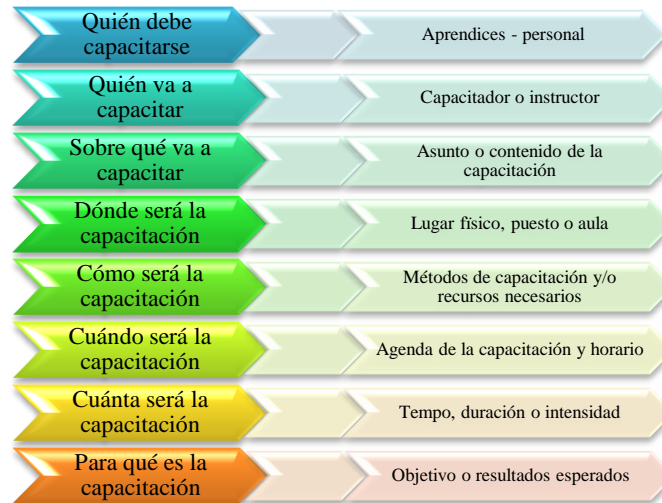 Quién debe
capacitarse
Aprendices - personal
Quién va a
capacitar
Capacitador o instructor
Sobre qué va a
capacitar
Asunto o contenido de la
capacitación
Dónde será la
capacitación
Lugar físico, puesto o aula
Cómo será la
capacitación
Métodos de capacitación y/o
recursos necesarios
Cuándo será la
capacitación
Agenda de la capacitación y horario
Cuánta será la
capacitación
Tempo, duración o intensidad
Para qué es la
capacitación
Objetivo o resultados esperados